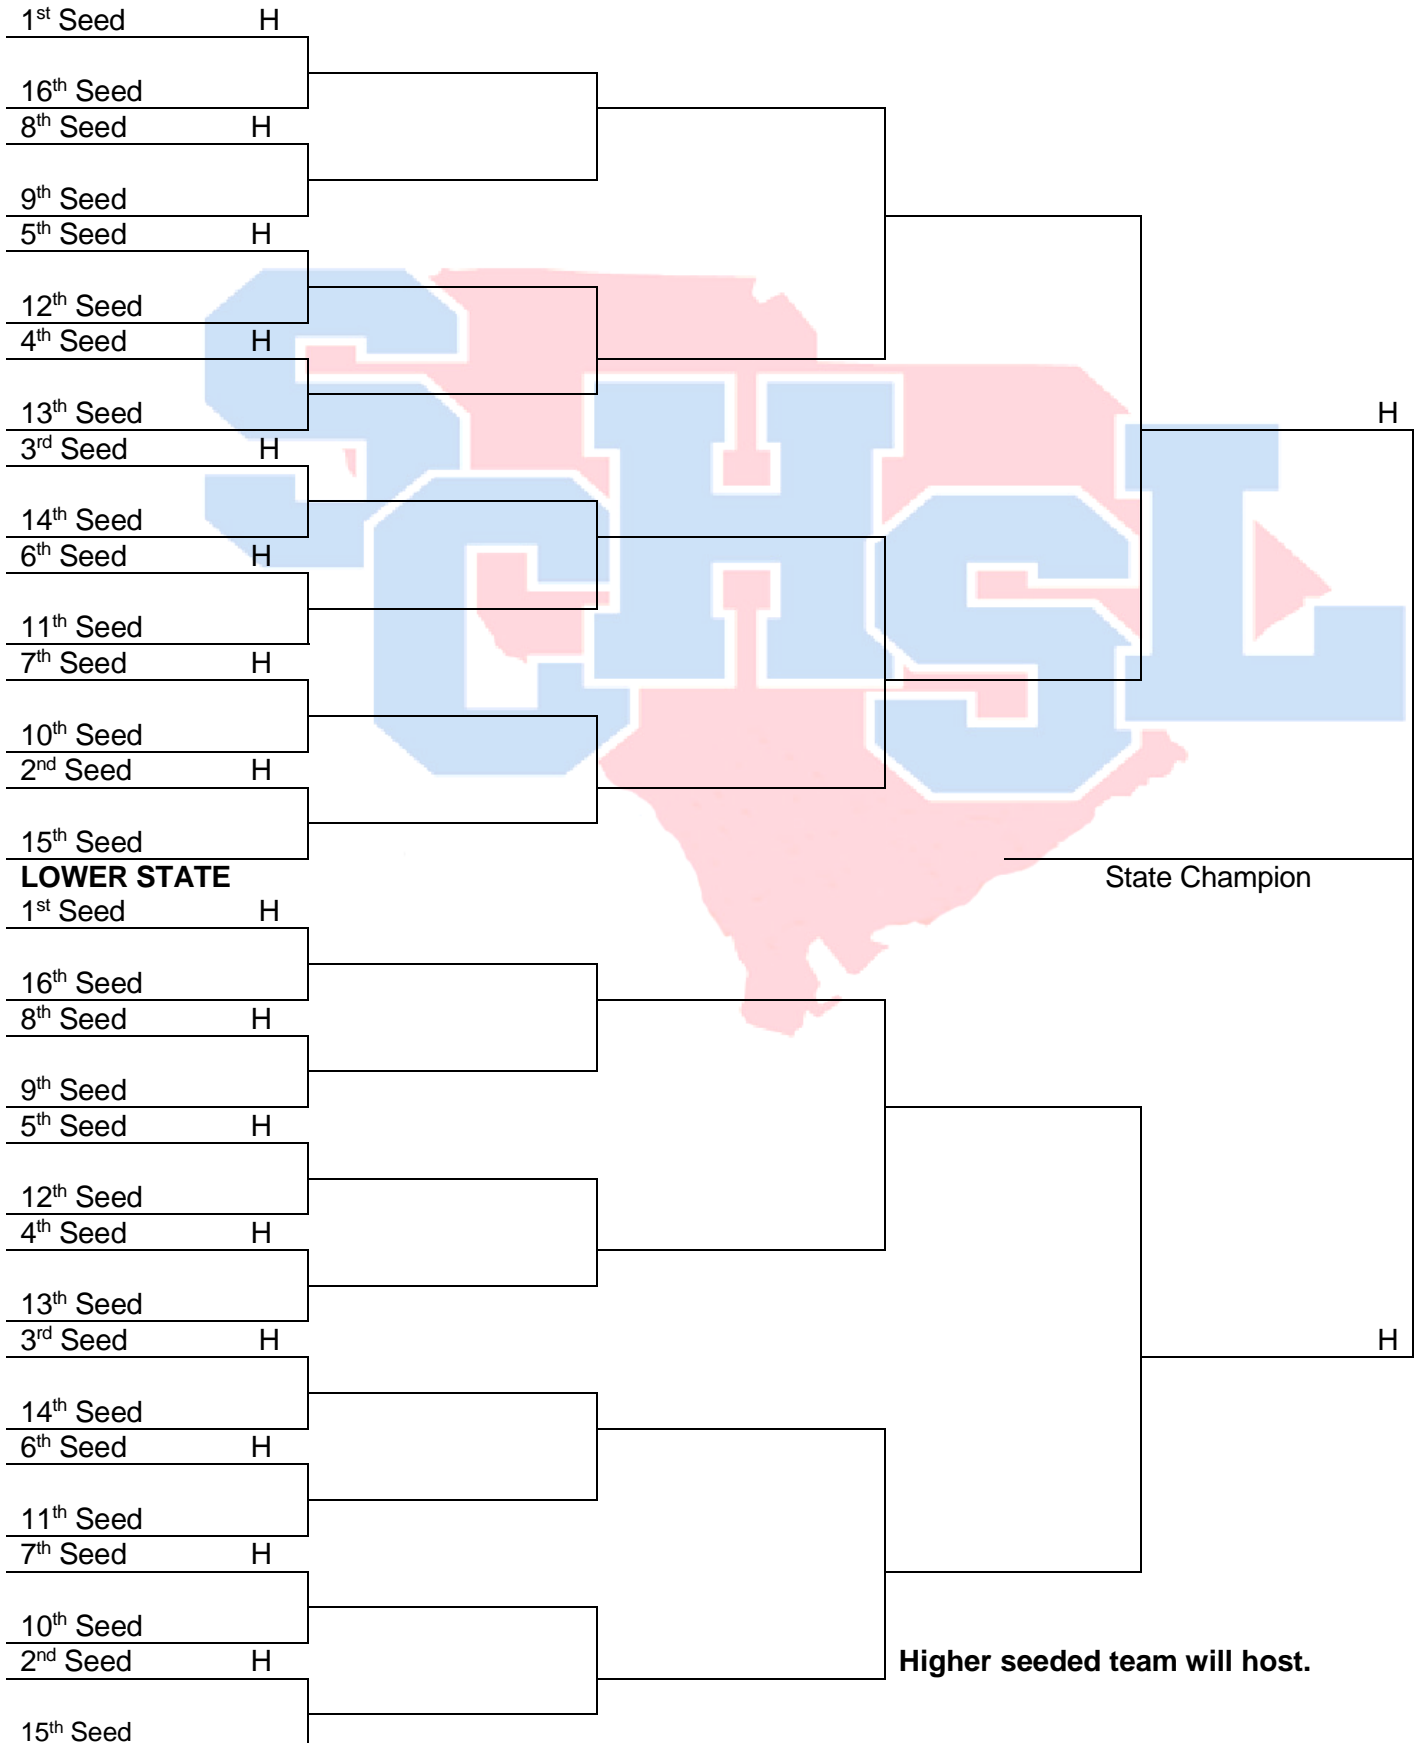 1st Seed H
16th Seed
8th Seed H
9th Seed
5th Seed H
12th Seed
4th Seed H
13th Seed H
3rd Seed H
14th Seed
6th Seed H
11th Seed
7th Seed H
10th Seed
2nd Seed H
15th Seed
SCHSL
LOWER STATE State Champion
1st Seed H
16th Seed
8th Seed H
9th Seed
5th Seed H
12th Seed
4th Seed H
13th Seed
3rd Seed H H
14th Seed
6th Seed H
11th Seed
7th Seed H
10th Seed
2nd Seed H Higher seeded team will host.
15th Seed